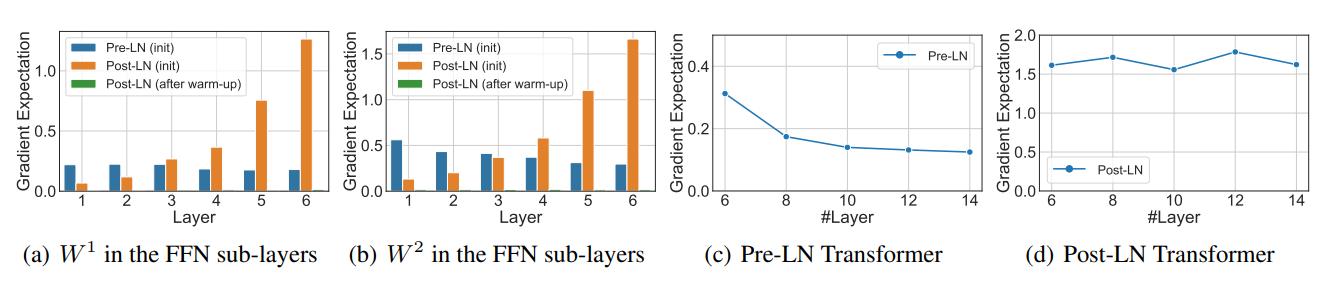 Gradient Expectation
1.0
0.5
0.0
Pre-LN (init)
Post-LN (init)
Post-LN (after warm-up)
1 2 3 4 5 6
Layer
(a) W¹ in the FFN sub-layers
Gradient Expectation
1.5
1.0
0.5
0.0
Pre-LN (init)
Post-LN (init)
Post-LN (after warm-up)
1 2 3 4 5 6
Layer
(b) W² in the FFN sub-layers
Gradient Expectation
0.4
0.2
0.0
Pre-LN
6 8 10 12 14
#Layer
(c) Pre-LN Transformer
Gradient Expectation
2.0
1.5
1.0
0.5
0.0
Post-LN
6 8 10 12 14
#Layer
(d) Post-LN Transformer